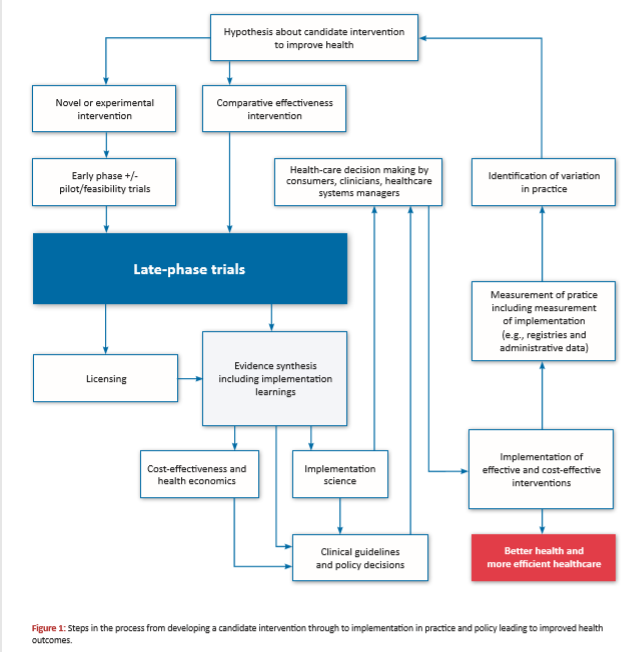 Hypothesis about candidate intervention
to improve health
Novel or experimental
intervention
Comparative effectiveness
intervention
Early phase +/-
pilot/feasibility trials
Health-care decision making by
consumers, clinicians, healthcare
systems managers
Identification of variation
in practice
Late-phase trials
Measurement of pratice
including measurement
of implementation
(e.g., registries and
administrative data)
Licensing
Evidence synthesis
including implementation
learnings
Cost-effectiveness and
health economics
Implementation
science
Implementation of
effective and cost-effective
interventions
Clinical guidelines
and policy decisions
Better health and
more efficient healthcare
Figure 1: Steps in the process from developing a candidate intervention through to implementation in practice and policy leading to improved health
outcomes.